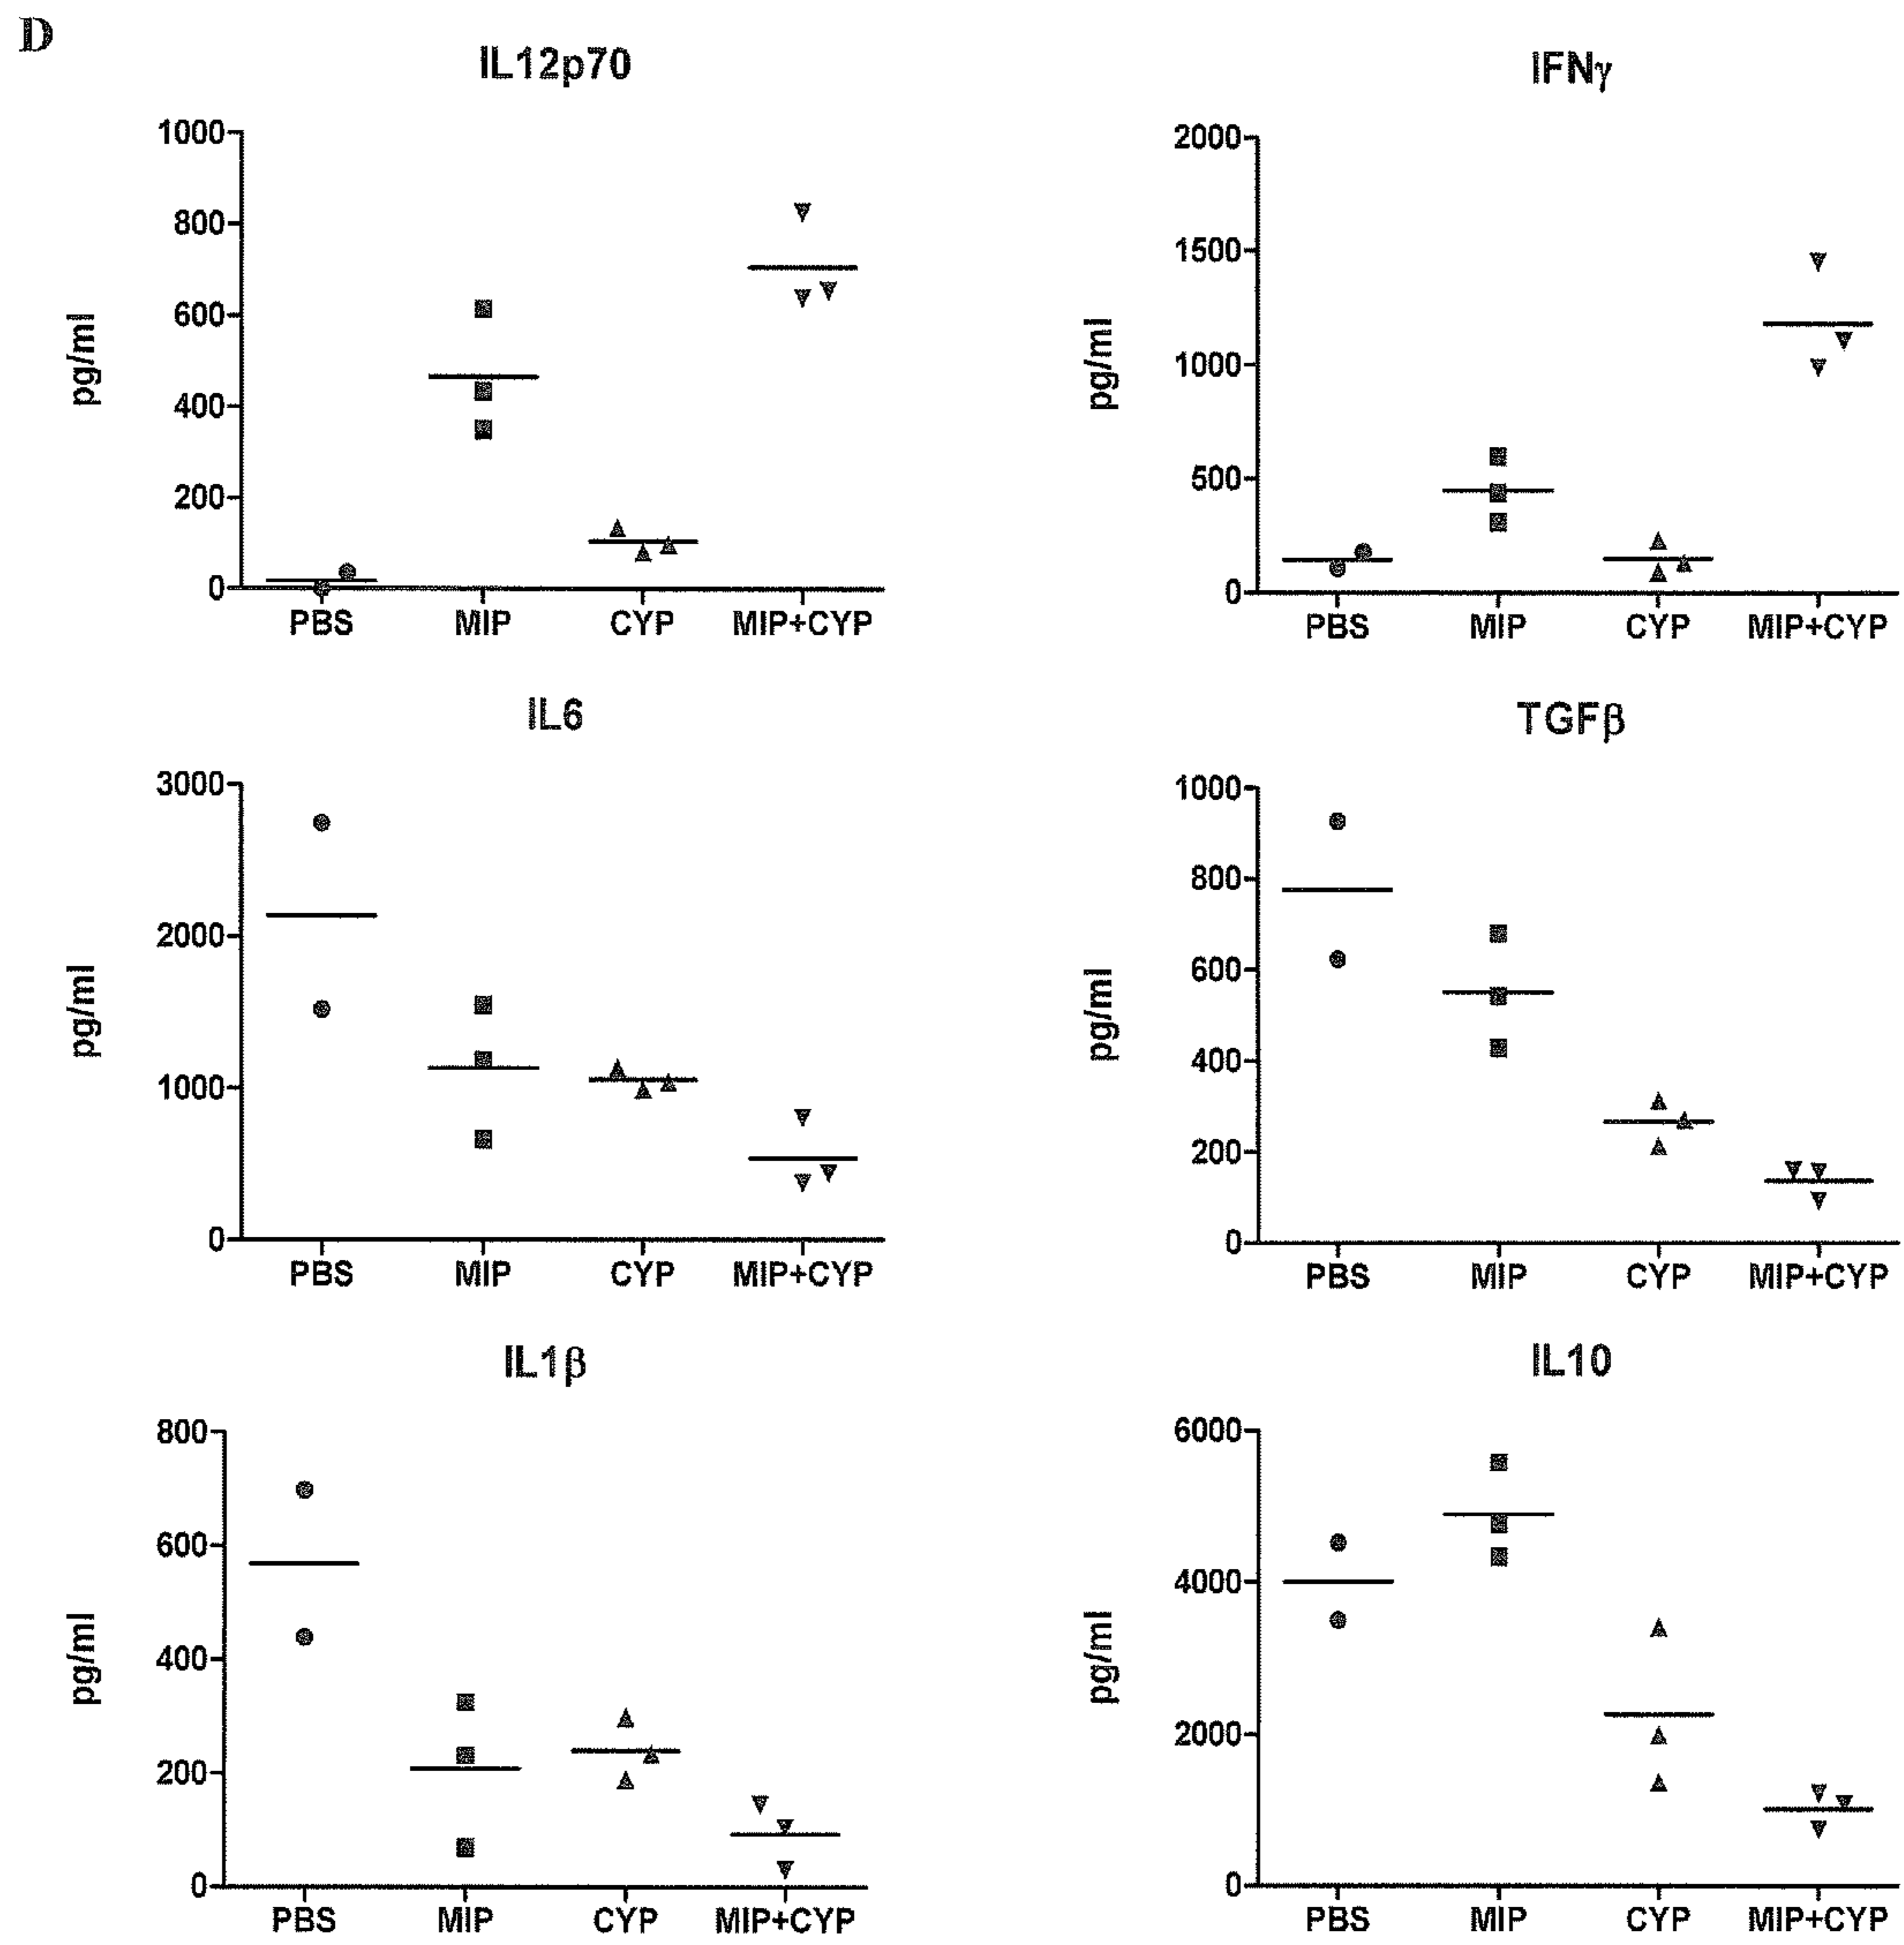 D
IL12p70
1000
800
600
400
200
0
pg/ml
PBS MIP CYP MIP+CYP
IFNγ
2000
1500
1000
500
0
pg/ml
PBS MIP CYP MIP+CYP
IL6
3000
2000
1000
0
pg/ml
PBS MIP CYP MIP+CYP
TGFβ
1000
800
600
400
200
0
pg/ml
PBS MIP CYP MIP+CYP
IL1β
800
600
400
200
0
pg/ml
PBS MIP CYP MIP+CYP
IL10
6000
4000
2000
0
pg/ml
PBS MIP CYP MIP+CYP